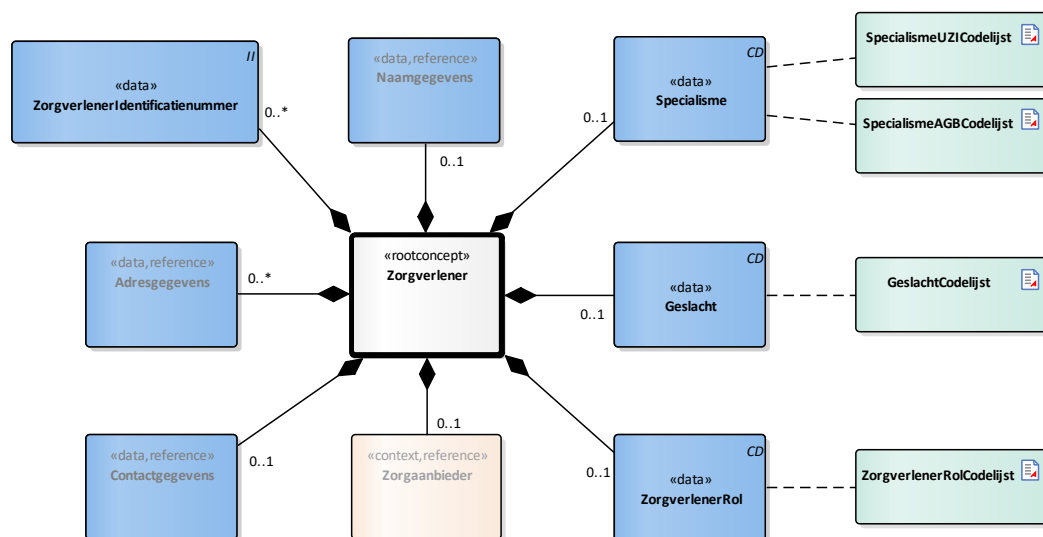 SpecialismeUZICodelijst
II
«data»
ZorgverlenerIdentificatienummer
0..*
«data,reference»
Naamgegevens
0..1
CD
«data»
Specialisme
0..1
SpecialismeAGBCodelijst
«data,reference»
Adresgegevens
0..*
«rootconcept»
Zorgverlener
CD
«data»
Geslacht
0..1
GeslachtCodelijst
«data,reference»
Contactgegevens
0..1
«context,reference»
Zorgaanbieder
0..1
CD
«data»
ZorgverlenerRol
0..1
ZorgverlenerRolCodelijst